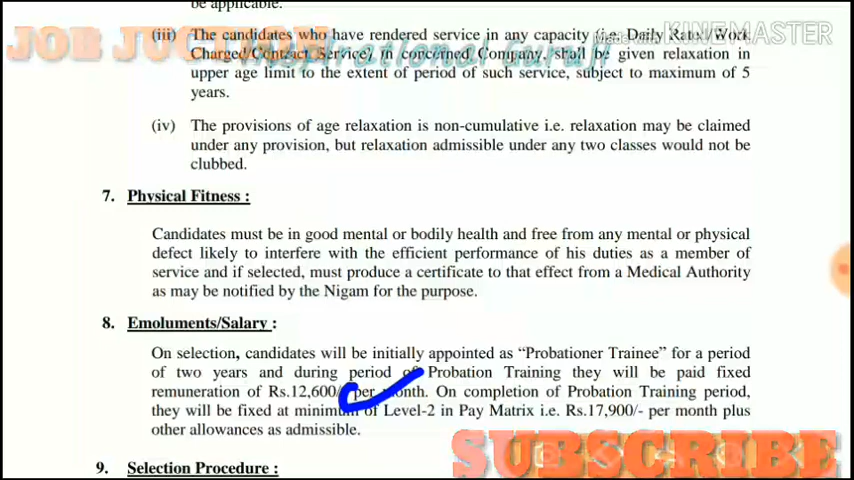 be applicable.
JOB JUCTION
Inspirational Guruji
Made with KINEMASTER
(iii) The candidates who have rendered service in any capacity (i.e. Daily Rated/Work
Charged/Contract Service) in concerned Company, shall be given relaxation in
upper age limit to the extent of period of such service, subject to maximum of 5
years.
(iv) The provisions of age relaxation is non-cumulative i.e. relaxation may be claimed
under any provision, but relaxation admissible under any two classes would not be
clubbed.
7. Physical Fitness :
Candidates must be in good mental or bodily health and free from any mental or physical
defect likely to interfere with the efficient performance of his duties as a member of
service and if selected, must produce a certificate to that effect from a Medical Authority
as may be notified by the Nigam for the purpose.
8. Emoluments/Salary :
On selection, candidates will be initially appointed as “Probationer Trainee” for a period
of two years and during period of Probation Training they will be paid fixed
remuneration of Rs.12,600/- per month. On completion of Probation Training period,
they will be fixed at minimum of Level-2 in Pay Matrix i.e. Rs.17,900/- per month plus
other allowances as admissible.
SUBSCRIBE
9. Selection Procedure :